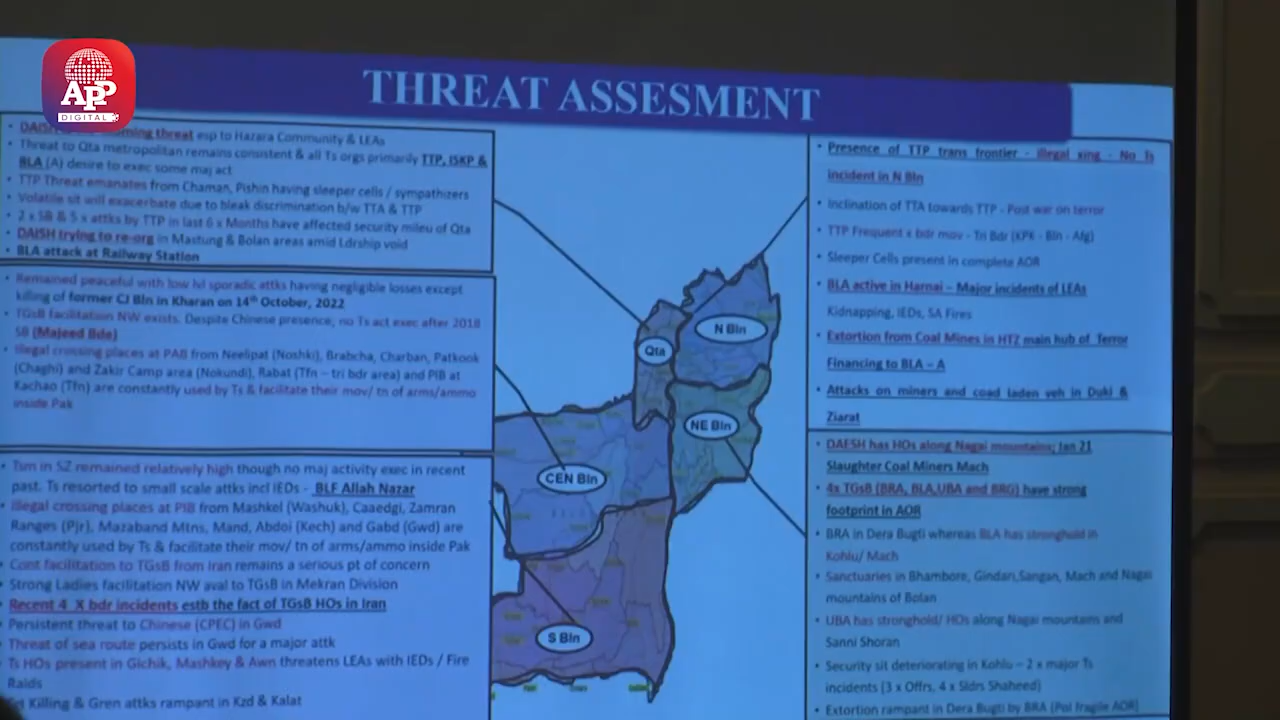 APP
DIGITAL
THREAT ASSESMENT
threat esp to Hazara Community & LEAs
Threat to Qta metropolitan remains consistent & all Ts orgs primarily TTP, ISKP &
BLA (A) desire to exec some maj act
TTP Threat emanates from Chaman, Pishin having sleeper cells / sympathizers
Volatile sit will exacerbate due to bleak discrimination b/w TTA & TTP
2 x SB & 5 x attks by TTP in last 6 x Months have affected security mileu of Qta
DAISH trying to re-org in Mastung & Bolan areas amid Ldrship void
BLA attack at Railway Station
Remained peaceful with low sporadic attks having negligible losses except
killing of former CJ Bln in Kharan on 14th October, 2022
TGsB facilitation NW exists. Despite Chinese presence, no Ts act exec after 2018
SB (Majeed Bde)
Illegal crossing places at PAB from Neelipat (Noshki), Brabcha, Charban, Patkook
(Chaghi) and Zakir Camp area (Nokundi), Rabat (Tfn – tri bdr area) and PIB at
Kachao (Tfn) are constantly used by Ts & facilitate their mov/ tn of arms/ammo
inside Pak
Tsm in SZ remained relatively high though no maj activity exec in recent
past. Ts resorted to small scale attks incl IEDs - BLF Allah Nazar
Illegal crossing places at PIB from Mashkel (Washuk), Caaedgi, Zamran
Ranges (Pjr), Mazaband Mtns, Mand, Abdoi (Kech) and Gabd (Gwd) are
constantly used by Ts & facilitate their mov/ tn of arms/ammo inside Pak
Cont facilitation to TGsB from Iran remains a serious pt of concern
Strong Ladies facilitation NW aval to TGsB in Mekran Division
Recent 4 X bdr incidents estb the fact of TGsB HOs in Iran
Persistent threat to Chinese (CPEC) in Gwd
Threat of sea route persists in Gwd for a major attk
Ts HOs present in Gichik, Mashkey & Awn threatens LEAs with IEDs / Fire
Raids
Killing & Gren attks rampant in Kzd & Kalat
Qta
N Bln
NE Bln
CEN Bln
S Bln
Presence of TTP trans frontier - illegal xing - No Ts
incident in N Bln
Inclination of TTA towards TTP - Post war on terror
TTP Frequent x bdr mov - Tri Bdr (KPK - Bln - Afg)
Sleeper Cells present in complete AOR
BLA active in Harnai – Major incidents of LEAs
Kidnapping, IEDs, SA Fires
Extortion from Coal Mines in HTZ main hub of Terror
Financing to BLA – A
Attacks on miners and coad laden veh in Duki &
Ziarat
DAESH has HOs along Nagai mountains; Jan 21
Slaughter Coal Miners Mach
4x TGsB (BRA, BLA,UBA and BRG) have strong
footprint in AOR
BRA in Dera Bugti whereas BLA has stronghold in
Kohlu/ Mach
Sanctuaries in Bhambore, Gindari,Sangan, Mach and Nagai
mountains of Bolan
UBA has stronghold/ HOs along Nagai mountains and
Sanni Shoran
Security sit deteriorating in Kohlu – 2 x major Ts
incidents (3 x Offrs, 4 x Sldrs Shaheed)
Extortion rampant in Dera Bugti by BRA (Pol fragile AOR)